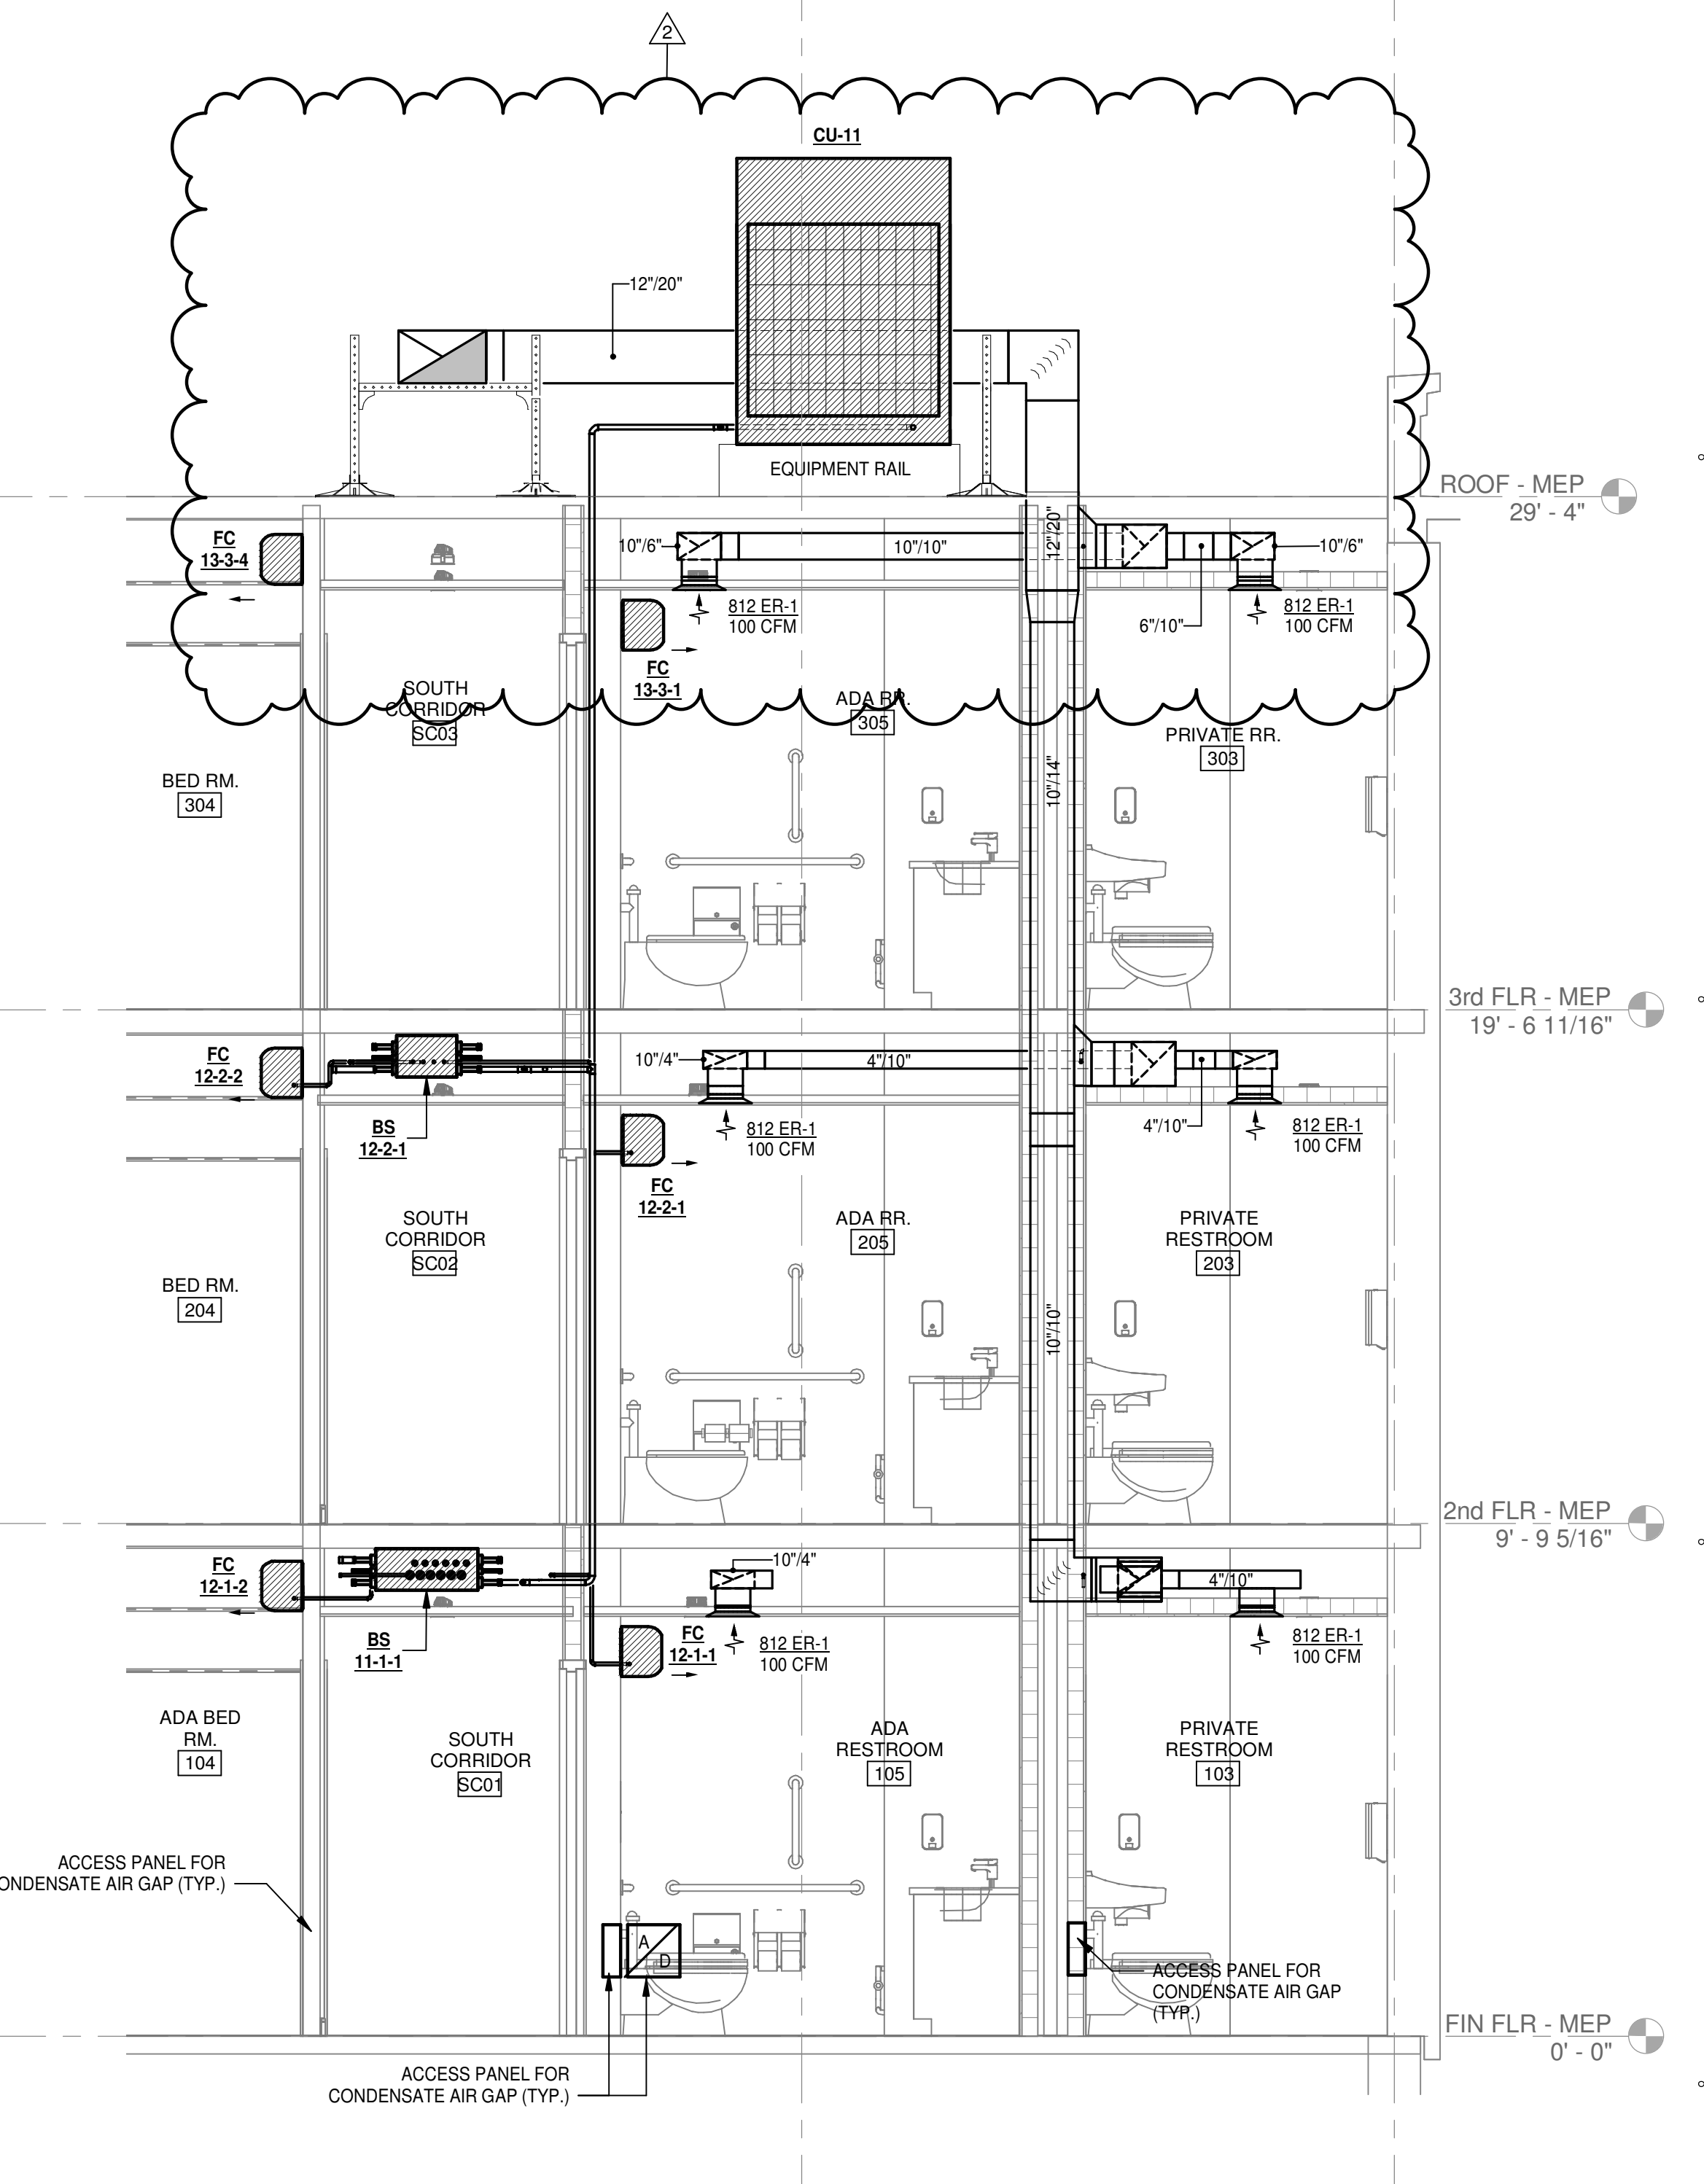 2
CU-11
12"/20"
EQUIPMENT RAIL
ROOF - MEP
29' - 4"
FC
13-3-4
10"/6"
10"/10"
12"/20"
10"/6"
812 ER-1
100 CFM
6"/10"
812 ER-1
100 CFM
FC
13-3-1
SOUTH
CORRIDOR
SC03
ADA RR.
305
PRIVATE RR.
303
BED RM.
304
10"/14"
3rd FLR - MEP
19' - 6 11/16"
FC
12-2-2
10"/4"
4"/10"
BS
12-2-1
812 ER-1
100 CFM
4"/10"
812 ER-1
100 CFM
FC
12-2-1
SOUTH
CORRIDOR
SC02
ADA RR.
205
PRIVATE
RESTROOM
203
BED RM.
204
10"/10"
2nd FLR - MEP
9' - 9 5/16"
FC
12-1-2
10"/4"
4"/10"
BS
11-1-1
FC
12-1-1
812 ER-1
100 CFM
812 ER-1
100 CFM
ADA BED
RM.
104
SOUTH
CORRIDOR
SC01
ADA
RESTROOM
105
PRIVATE
RESTROOM
103
ACCESS PANEL FOR
ONDENSATE AIR GAP (TYP.)
A
D
ACCESS PANEL FOR
CONDENSATE AIR GAP
(TYP.)
FIN FLR - MEP
0' - 0"
ACCESS PANEL FOR
CONDENSATE AIR GAP (TYP.)